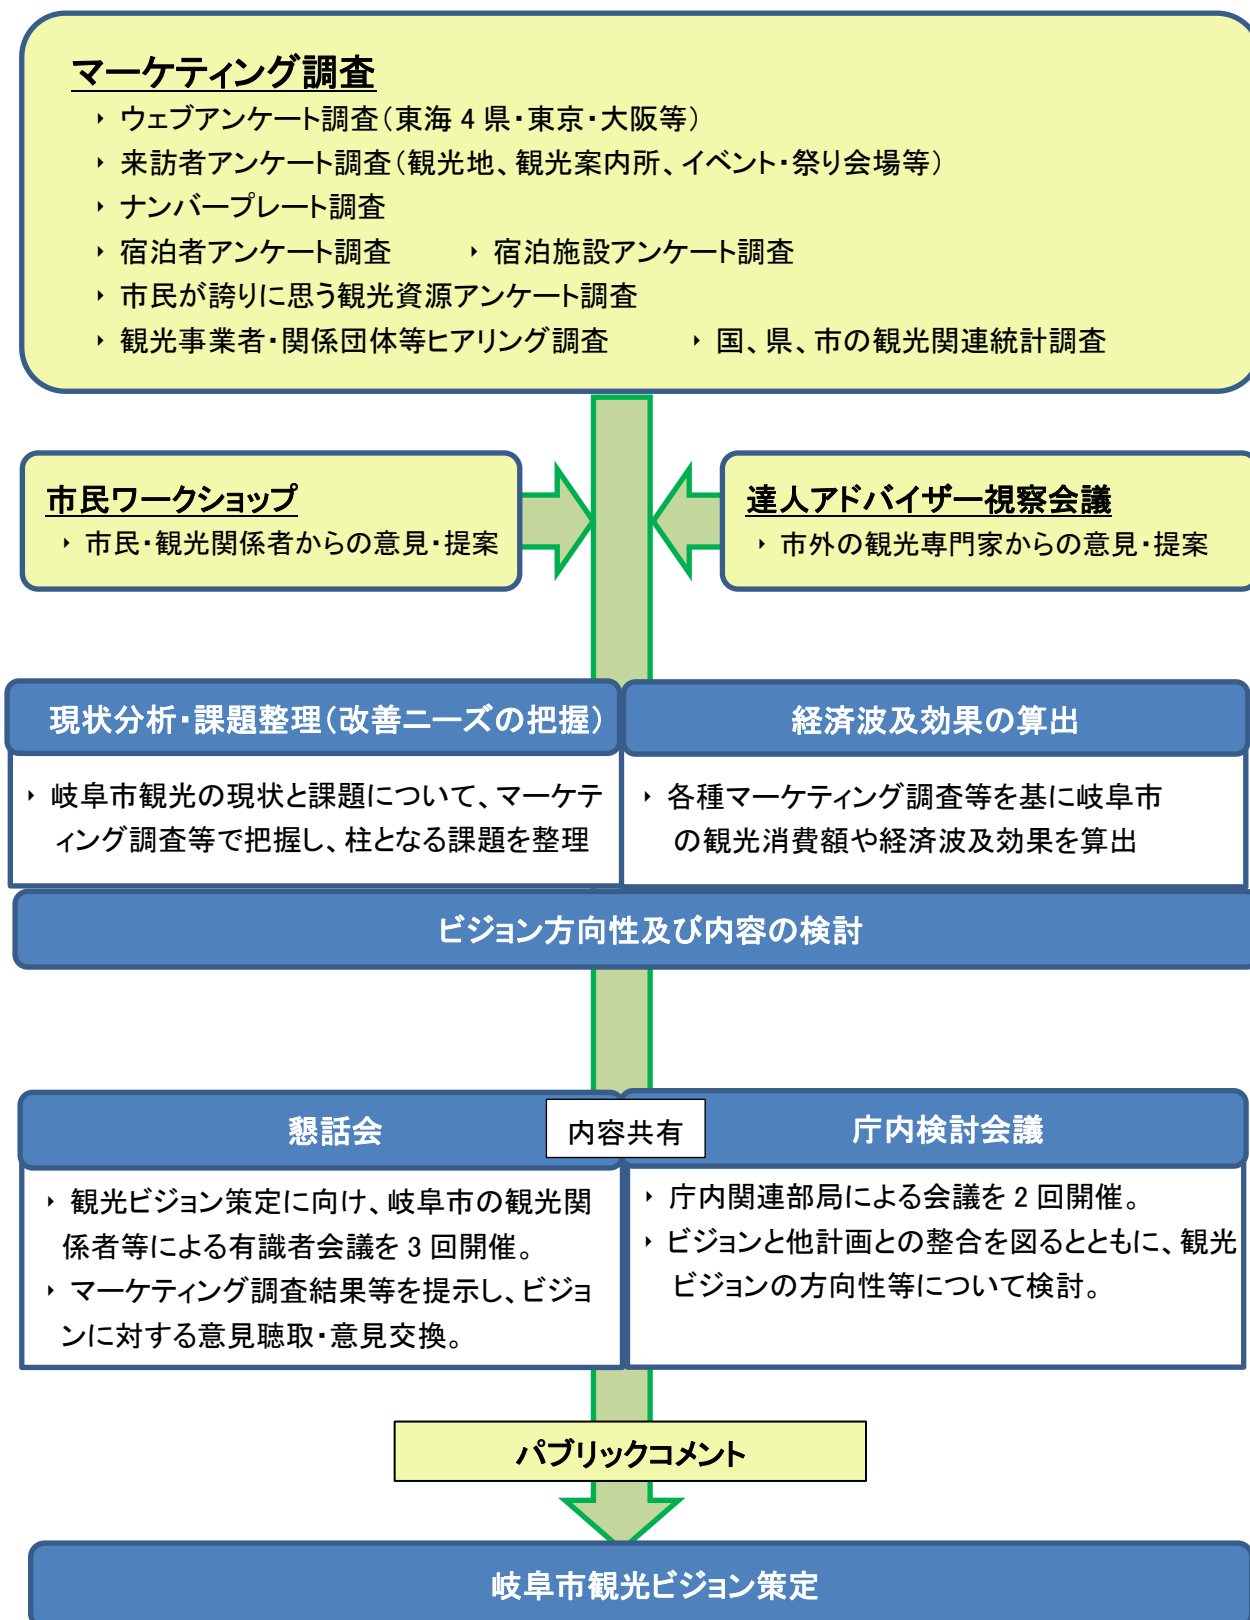 マーケティング調査
‣ ウェブアンケート調査（東海 4 県・東京・大阪等）
‣ 来訪者アンケート調査（観光地、観光案内所、イベント・祭り会場等）
‣ ナンバープレート調査
‣ 宿泊者アンケート調査　‣ 宿泊施設アンケート調査
‣ 市民が誇りに思う観光資源アンケート調査
‣ 観光事業者・関係団体等ヒアリング調査　‣ 国、県、市の観光関連統計調査
市民ワークショップ
‣ 市民・観光関係者からの意見・提案
達人アドバイザー視察会議
‣ 市外の観光専門家からの意見・提案
現状分析・課題整理（改善ニーズの把握）
‣ 岐阜市観光の現状と課題について、マーケテ
ィング調査等で把握し、柱となる課題を整理
経済波及効果の算出
‣ 各種マーケティング調査等を基に岐阜市
の観光消費額や経済波及効果を算出
ビジョン方向性及び内容の検討
懇話会
内容共有
庁内検討会議
‣ 観光ビジョン策定に向け、岐阜市の観光関
係者等による有識者会議を 3 回開催。
‣ マーケティング調査結果等を提示し、ビジョ
ンに対する意見聴取・意見交換。
‣ 庁内関連部局による会議を 2 回開催。
‣ ビジョンと他計画との整合を図るとともに、観光
ビジョンの方向性等について検討。
パブリックコメント
岐阜市観光ビジョン策定